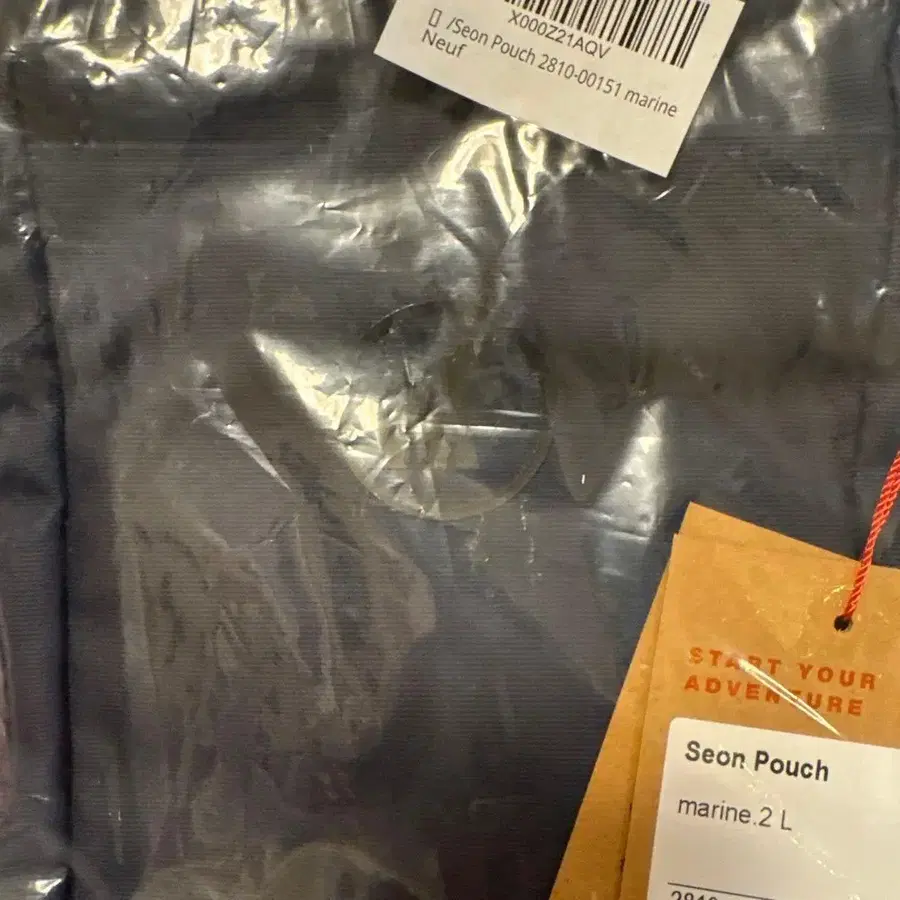 X000Z21AQV
▯ /Seon Pouch 2810-00151 marine
Neuf
START YOUR
ADVENTURE
Seon Pouch
marine.2 L